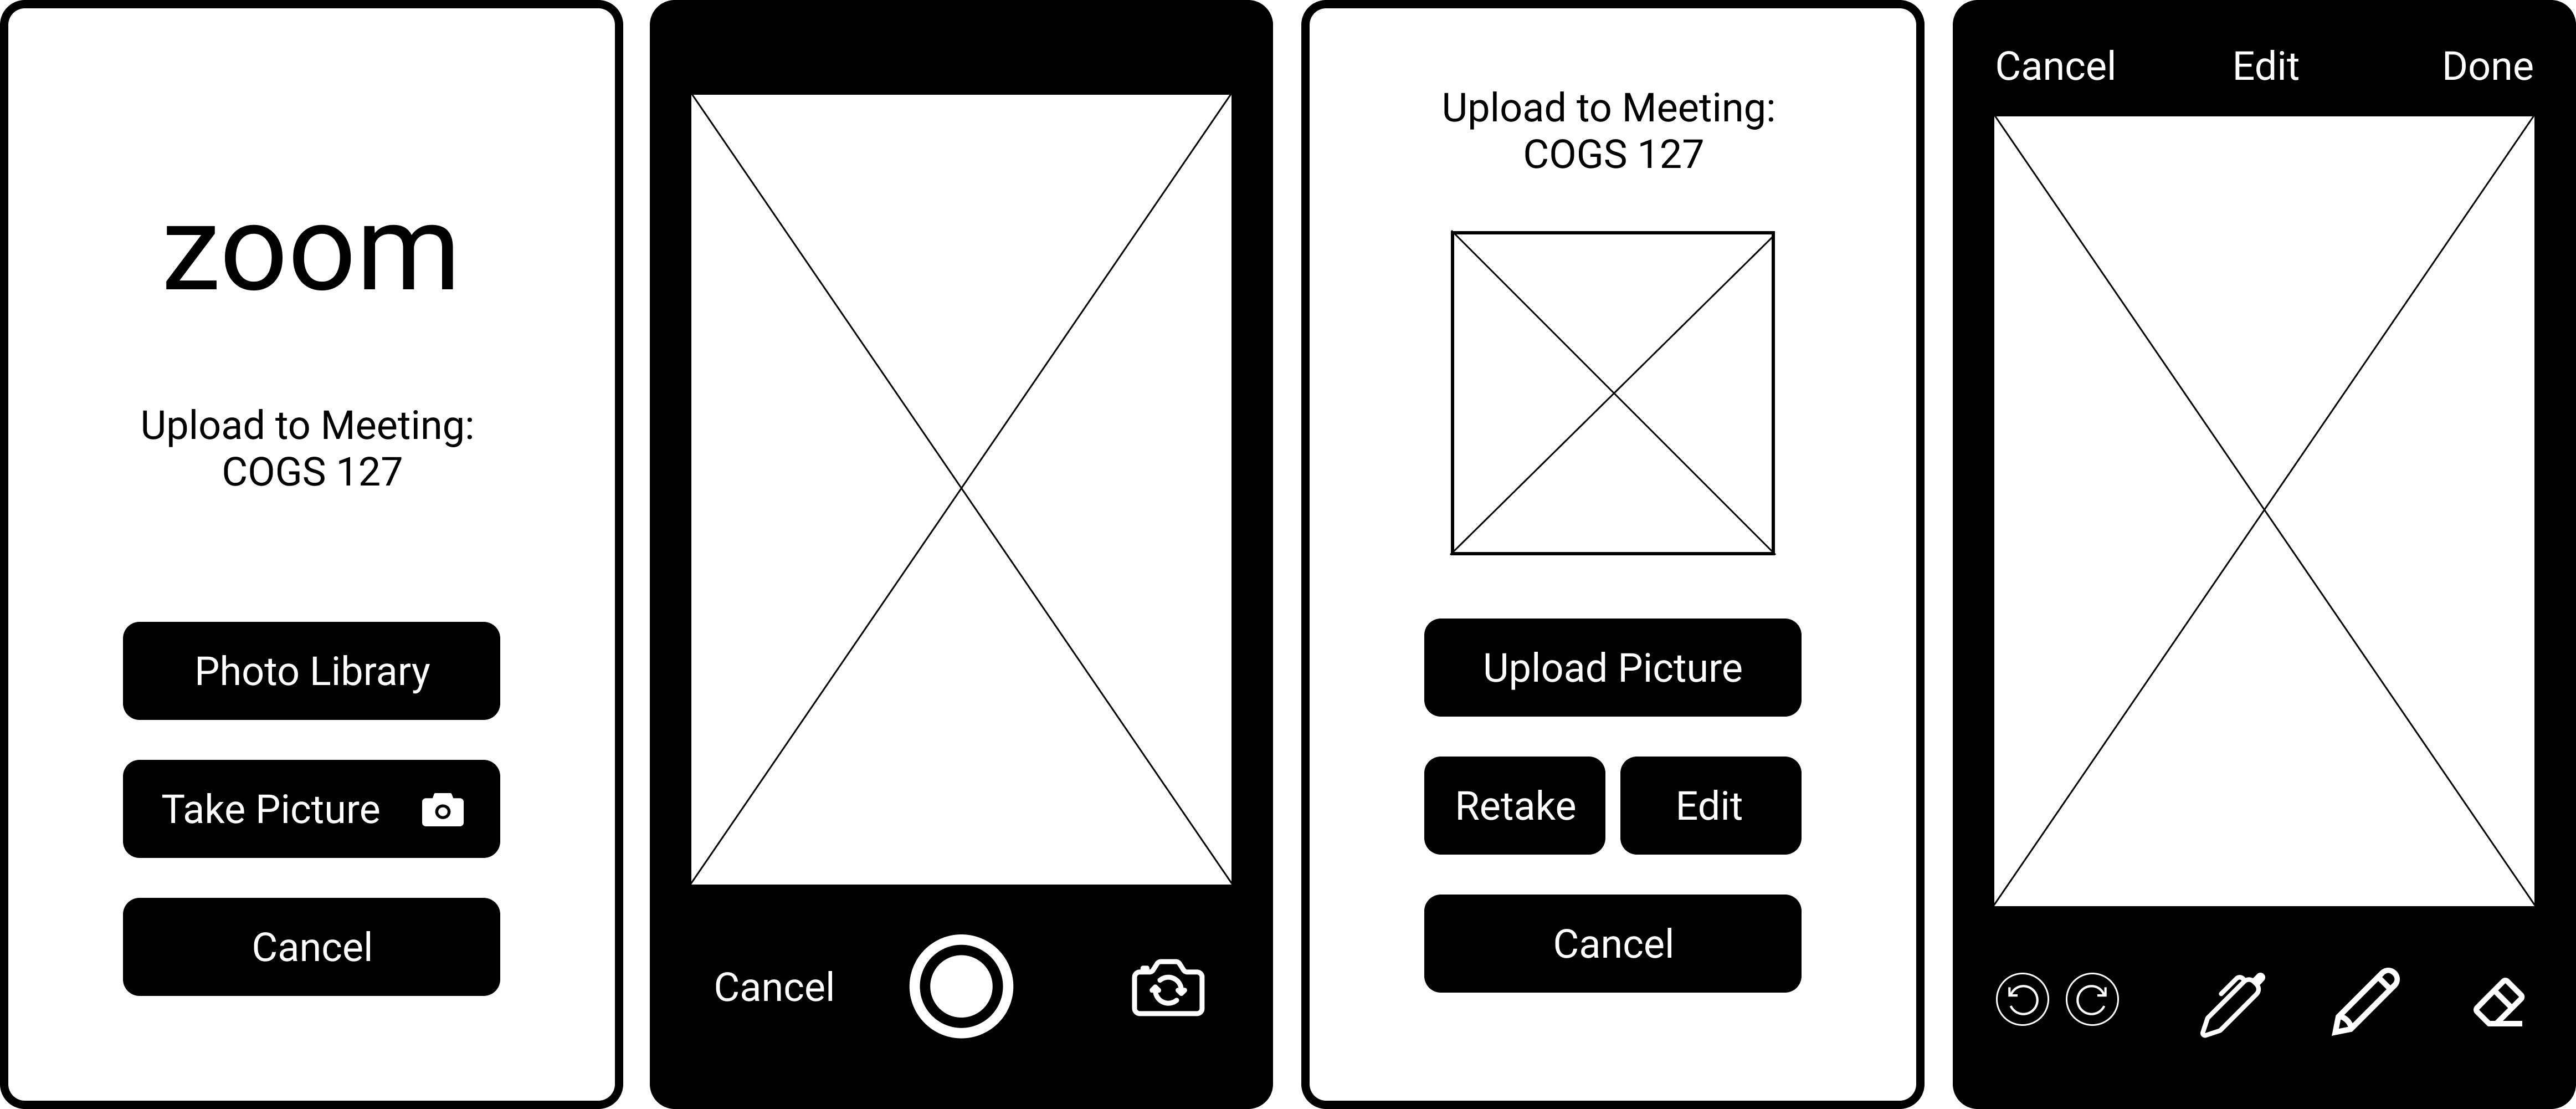 zoom
Upload to Meeting:
COGS 127
Photo Library
Take Picture
Cancel
Cancel
Upload to Meeting:
COGS 127
Upload Picture
Retake
Edit
Cancel
Cancel
Edit
Done